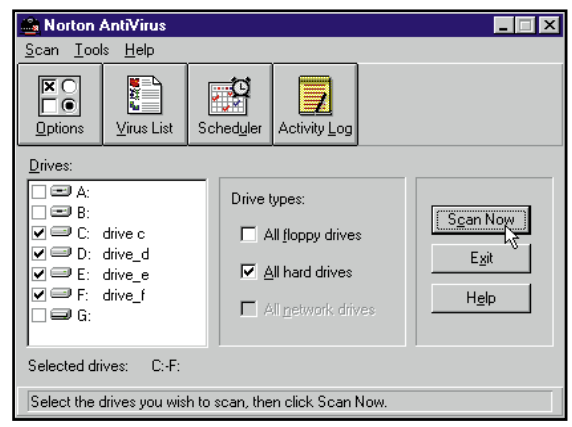 Norton AntiVirus
Scan Tools Help
Options Virus List Scheduler Activity Log
Drives:
A:
B:
C: drive c
D: drive_d
E: drive_e
F: drive_f
G:
Drive types:
All floppy drives
All hard drives
All network drives
Scan Now
Exit
Help
Selected drives: C:-F:
Select the drives you wish to scan, then click Scan Now.